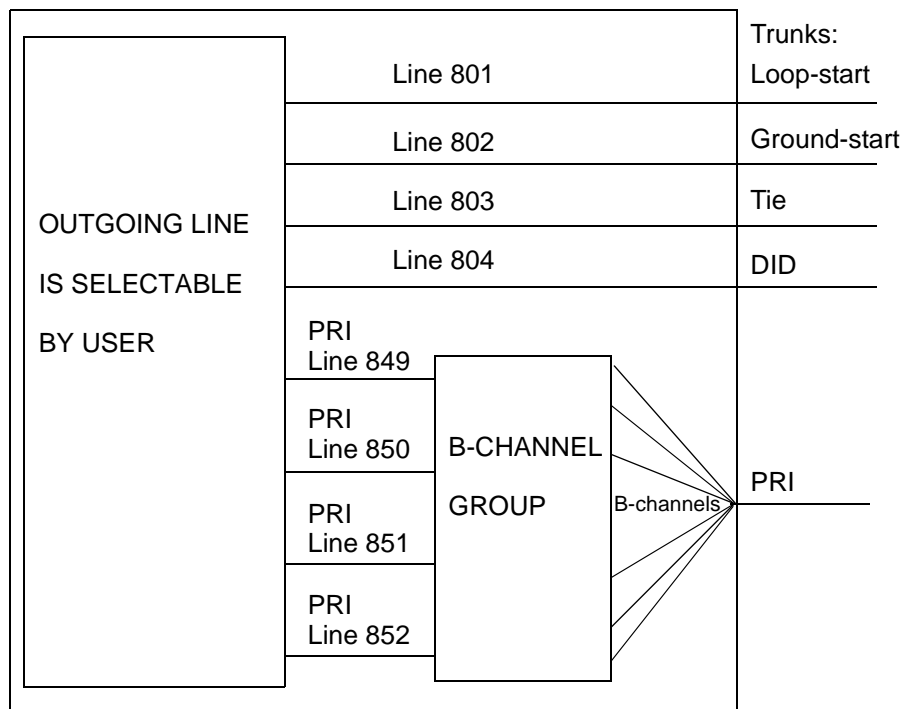 Trunks:
Line 801
Loop-start
Line 802
Ground-start
Line 803
Tie
Line 804
DID
OUTGOING LINE
IS SELECTABLE
BY USER
PRI
Line 849
PRI
Line 850
PRI
Line 851
PRI
Line 852
B-CHANNEL
GROUP
B-channels
PRI